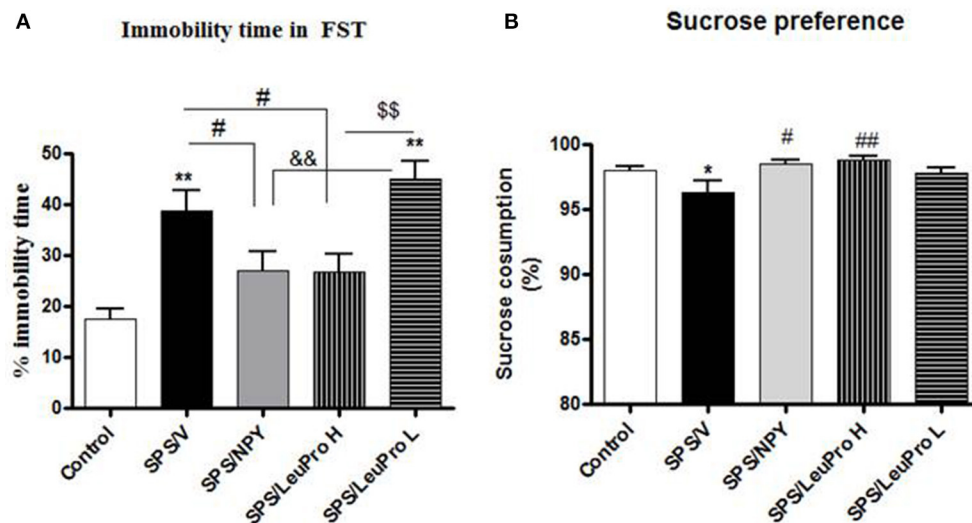 A
Immobility time in FST
% immobility time
50
40
30
20
10
0
**
#
#
&&
$$
**
Control
SPS/V
SPS/NPY
SPS/LeuPro H
SPS/LeuPro L
B
Sucrose preference
Sucrose cosumption
(%)
100
95
90
85
80
*
#
##
Control
SPS/V
SPS/NPY
SPS/LeuPro H
SPS/LeuPro L